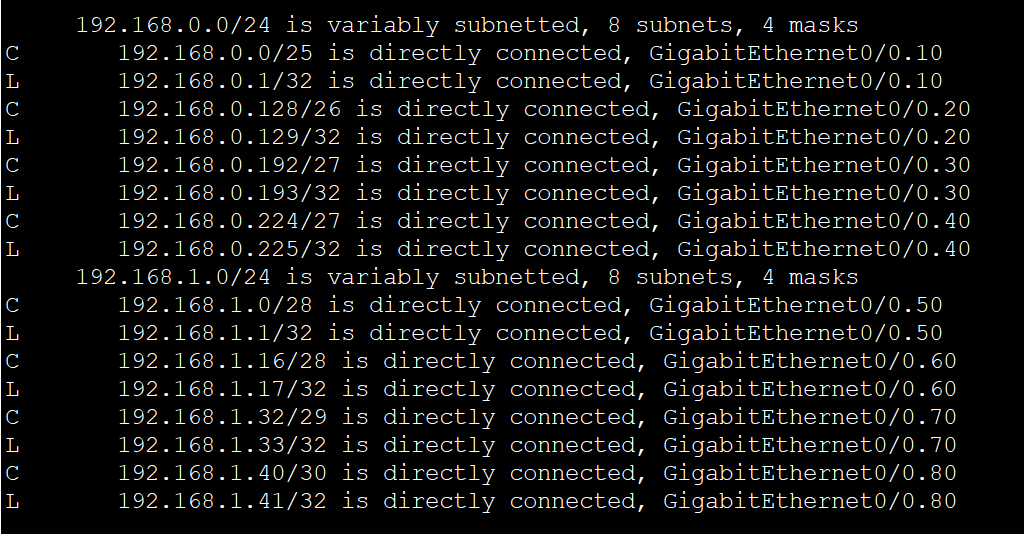 192.168.0.0/24 is variably subnetted, 8 subnets, 4 masks
C 192.168.0.0/25 is directly connected, GigabitEthernet0/0.10
L 192.168.0.1/32 is directly connected, GigabitEthernet0/0.10
C 192.168.0.128/26 is directly connected, GigabitEthernet0/0.20
L 192.168.0.129/32 is directly connected, GigabitEthernet0/0.20
C 192.168.0.192/27 is directly connected, GigabitEthernet0/0.30
L 192.168.0.193/32 is directly connected, GigabitEthernet0/0.30
C 192.168.0.224/27 is directly connected, GigabitEthernet0/0.40
L 192.168.0.225/32 is directly connected, GigabitEthernet0/0.40
192.168.1.0/24 is variably subnetted, 8 subnets, 4 masks
C 192.168.1.0/28 is directly connected, GigabitEthernet0/0.50
L 192.168.1.1/32 is directly connected, GigabitEthernet0/0.50
C 192.168.1.16/28 is directly connected, GigabitEthernet0/0.60
L 192.168.1.17/32 is directly connected, GigabitEthernet0/0.60
C 192.168.1.32/29 is directly connected, GigabitEthernet0/0.70
L 192.168.1.33/32 is directly connected, GigabitEthernet0/0.70
C 192.168.1.40/30 is directly connected, GigabitEthernet0/0.80
L 192.168.1.41/32 is directly connected, GigabitEthernet0/0.80